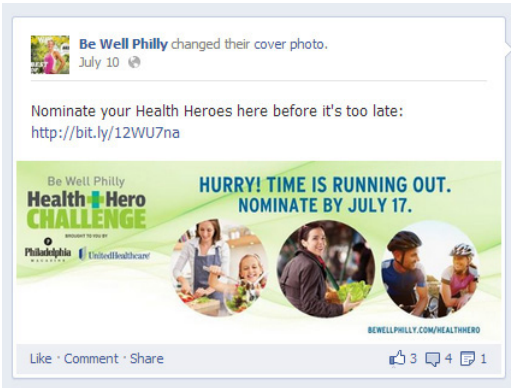 Be Well Philly changed their cover photo.
July 10
Nominate your Health Heroes here before it's too late:
http://bit.ly/12WU7na
Be Well Philly
Health Hero
CHALLENGE
BROUGHT TO YOU BY
Philadelphia
MAGAZINE
UnitedHealthcare
HURRY! TIME IS RUNNING OUT.
NOMINATE BY JULY 17.
BEWELLPHILLY.COM/HEALTHHERO
Like · Comment · Share
3 4 1